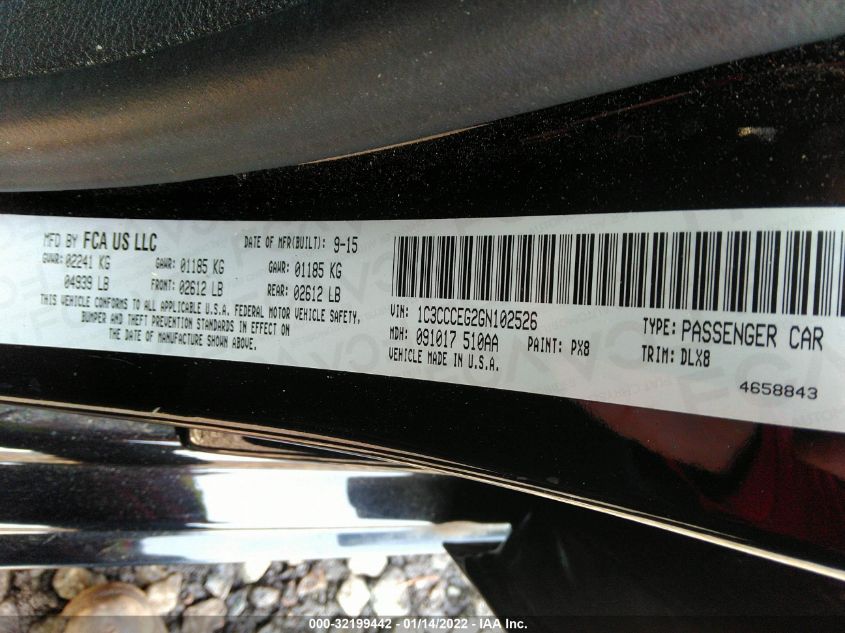 MFD BY FCA US LLC
DATE OF MFR(BUILT): 9-15
GVWR: 02241 KG
GAWR: 01185 KG
GAWR: 01185 KG
04939 LB
FRONT: 02612 LB
REAR: 02612 LB
THIS VEHICLE CONFORMS TO ALL APPLICABLE U.S.A. FEDERAL MOTOR VEHICLE SAFETY,
BUMPER AND THEFT PREVENTION STANDARDS IN EFFECT ON
THE DATE OF MANUFACTURE SHOWN ABOVE.
VIN: 1C3CCCEG2GN102526
TYPE: PASSENGER CAR
MDH: 091017 510AA
PAINT: PX8
TRIM: DLX8
VEHICLE MADE IN U.S.A.
4658843
000-32199442 - 01/14/2022 - IAA Inc.